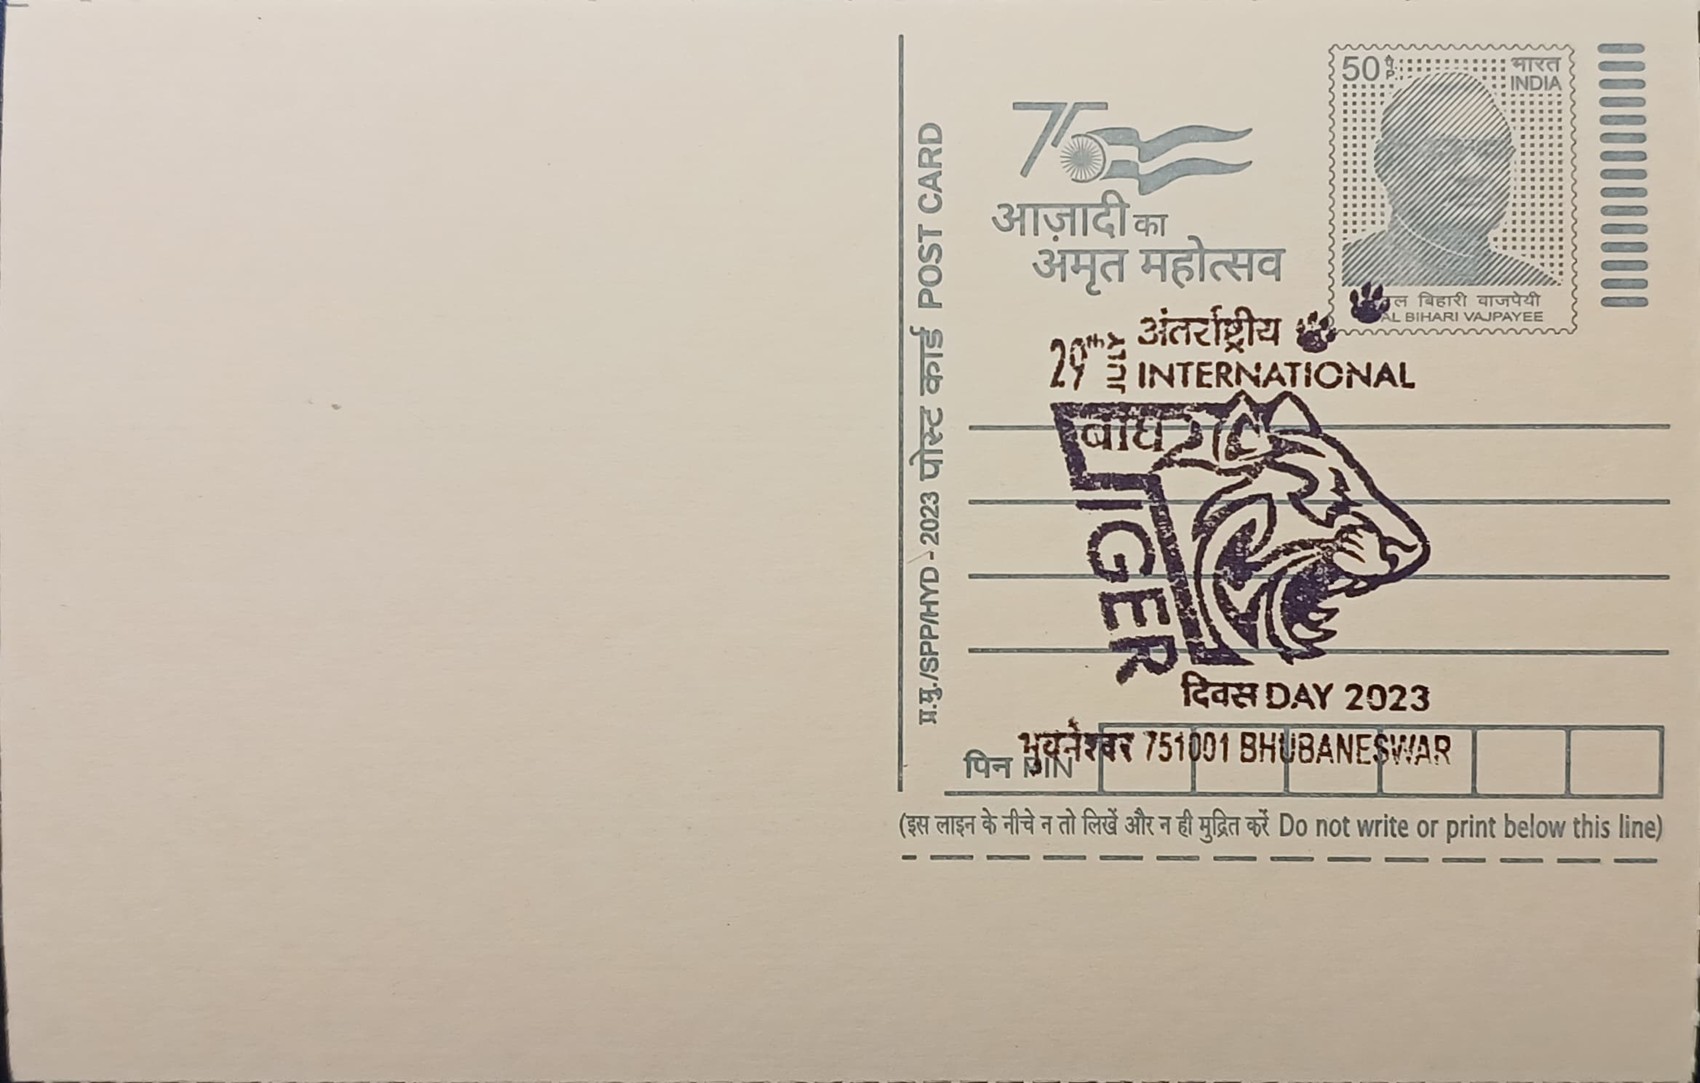 50 पै. P.
भारत
INDIA
75
आज़ादी का
अमृत महोत्सव
ल बिहारी वाजपेयी
AL BIHARI VAJPAYEE
प्र.मु./SPP/HYD - 2023 पोस्ट कार्ड POST CARD
29th JULY
अंतर्राष्ट्रीय
INTERNATIONAL
बाघ
TIGER
दिवस DAY 2023
भुवनेश्वर 751001 BHUBANESWAR
पिन PIN
(इस लाइन के नीचे न तो लिखें और न ही मुद्रित करें Do not write or print below this line)